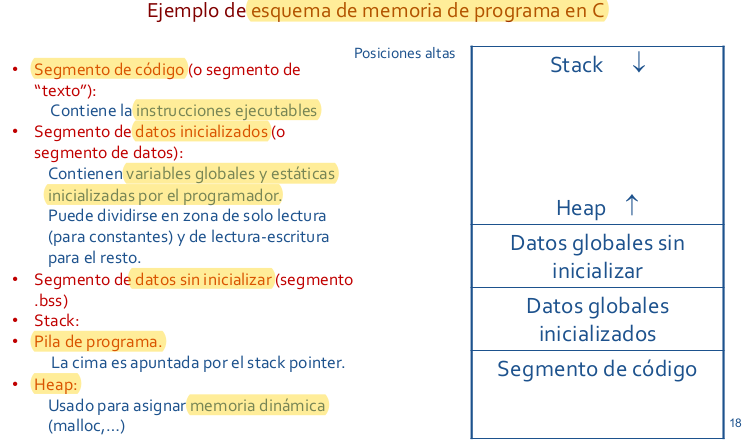 Ejemplo de esquema de memoria de programa en C
• Segmento de código (o segmento de
“texto”):
Contiene la instrucciones ejecutables
• Segmento de datos inicializados (o
segmento de datos):
Contienen variables globales y estáticas
inicializadas por el programador.
Puede dividirse en zona de solo lectura
(para constantes) y de lectura-escritura
para el resto.
• Segmento de datos sin inicializar (segmento
.bss)
• Stack:
• Pila de programa.
La cima es apuntada por el stack pointer.
• Heap:
Usado para asignar memoria dinámica
(malloc,...)
Posiciones altas
Stack ↓
Heap ↑
Datos globales sin
inicializar
Datos globales
inicializados
Segmento de código
18